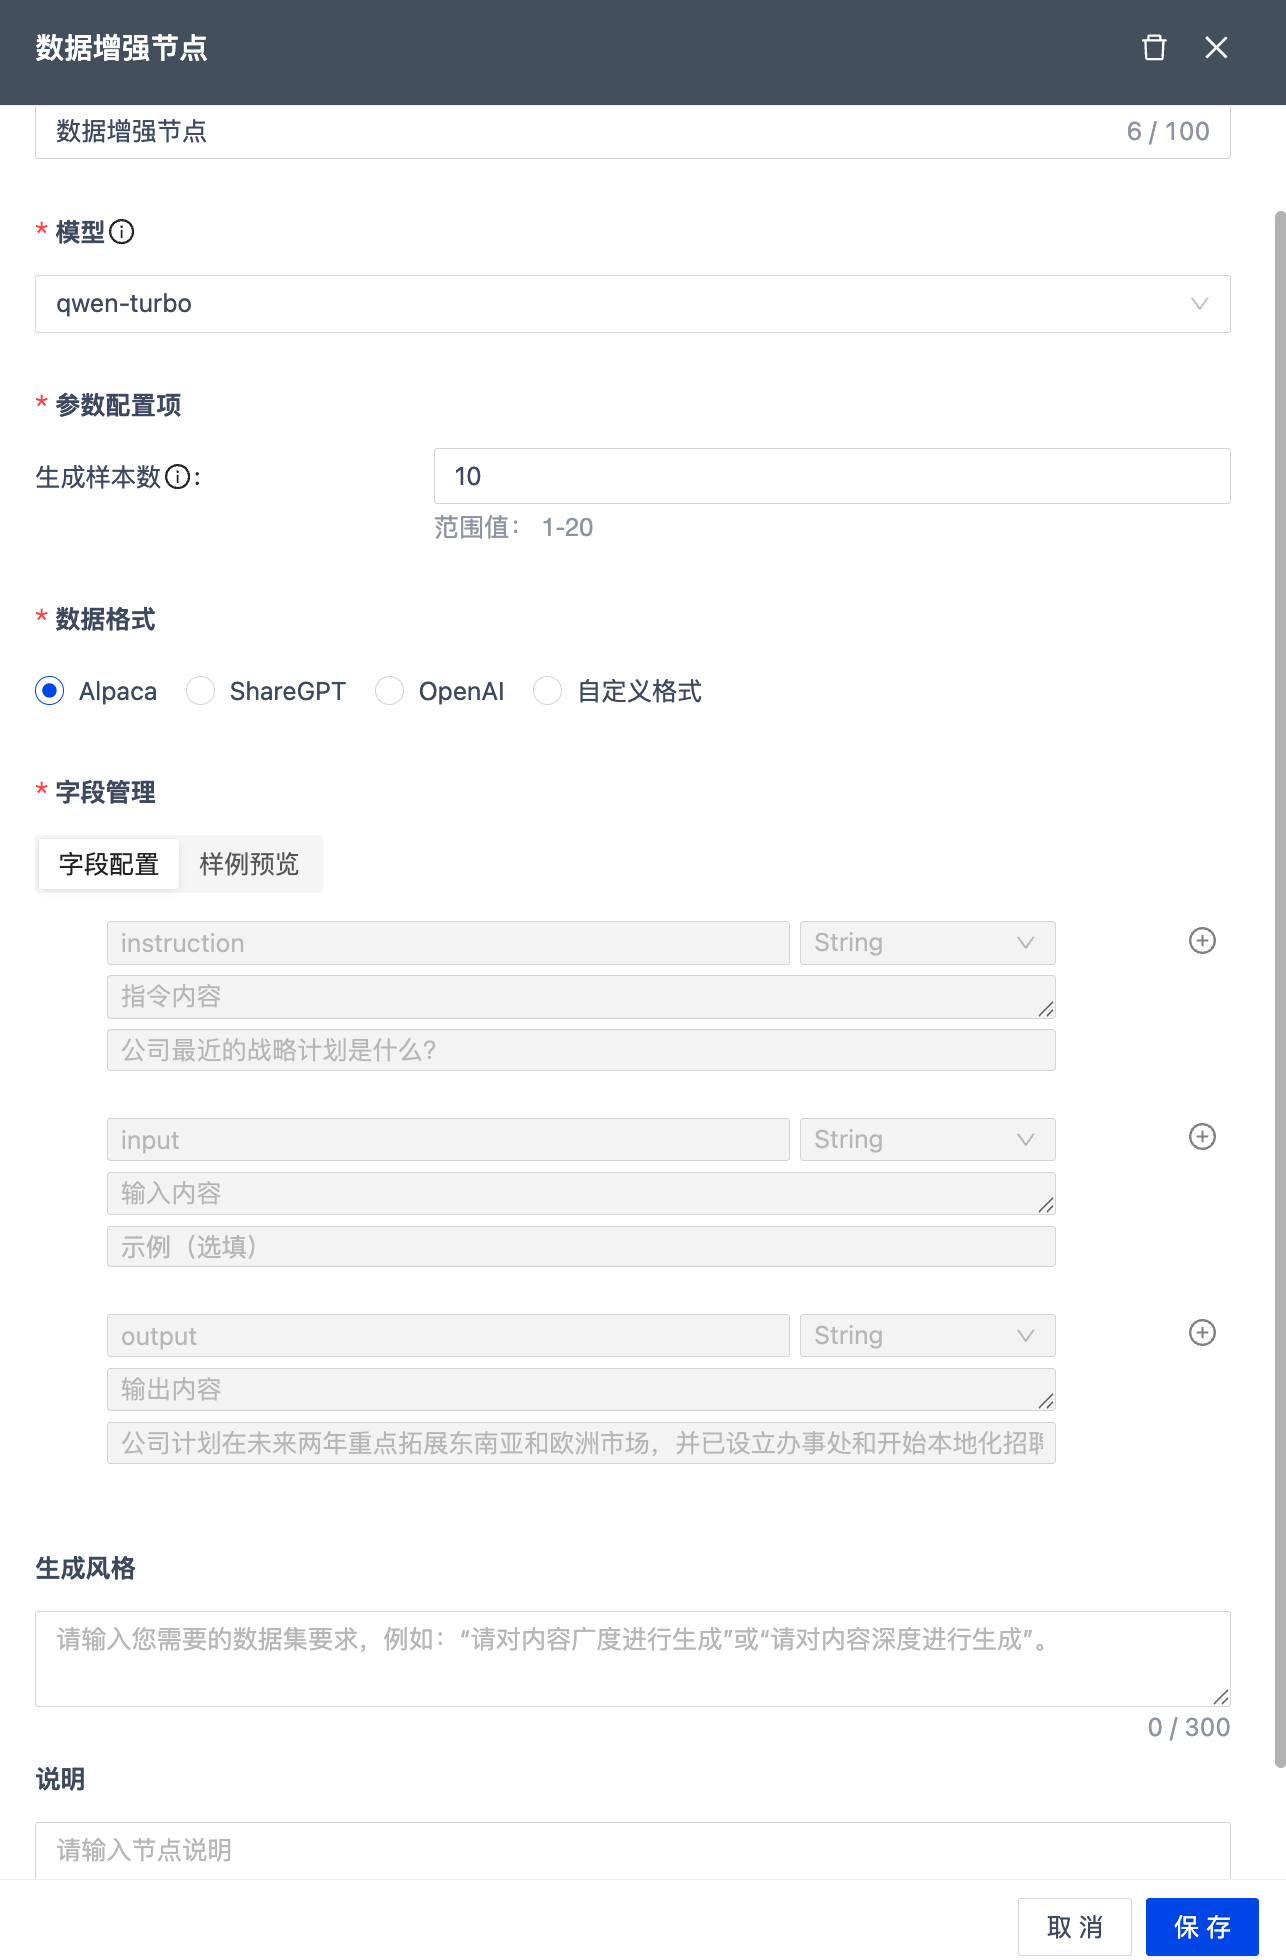 数据增强节点
数据增强节点 6 / 100
* 模型
qwen-turbo
* 参数配置项
生成样本数: 10
范围值： 1-20
* 数据格式
Alpaca ShareGPT OpenAI 自定义格式
* 字段管理
字段配置 样例预览
instruction String
指令内容
公司最近的战略计划是什么?
input String
输入内容
示例（选填）
output String
输出内容
公司计划在未来两年重点拓展东南亚和欧洲市场，并已设立办事处和开始本地化招聘
生成风格
请输入您需要的数据集要求，例如：“请对内容广度进行生成”或“请对内容深度进行生成”。
0 / 300
说明
请输入节点说明
取 消 保 存